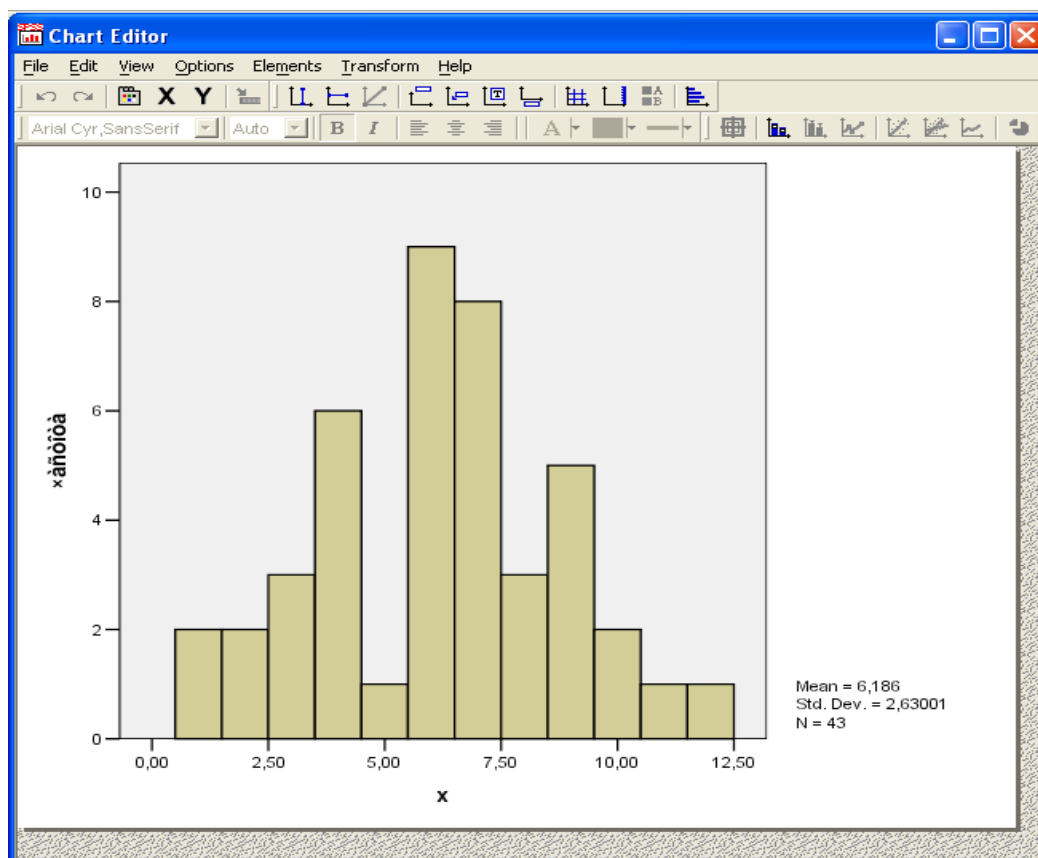 Chart Editor
File Edit View Options Elements Transform Help
X Y
Arial Cyr,SansSerif Auto B I A
10
8
6
4
2
0
×àñòîòà
0,00 2,50 5,00 7,50 10,00 12,50
x
Mean = 6,186
Std. Dev. = 2,63001
N = 43